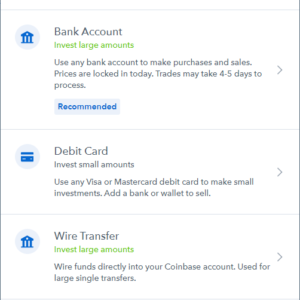 Bank Account
Invest large amounts
Use any bank account to make purchases and sales.
Prices are locked in today. Trades may take 4-5 days to
process.
Recommended
Debit Card
Invest small amounts
Use any Visa or Mastercard debit card to make small
investments. Add a bank or wallet to sell.
Wire Transfer
Invest large amounts
Wire funds directly into your Coinbase account. Used for
large single transfers.